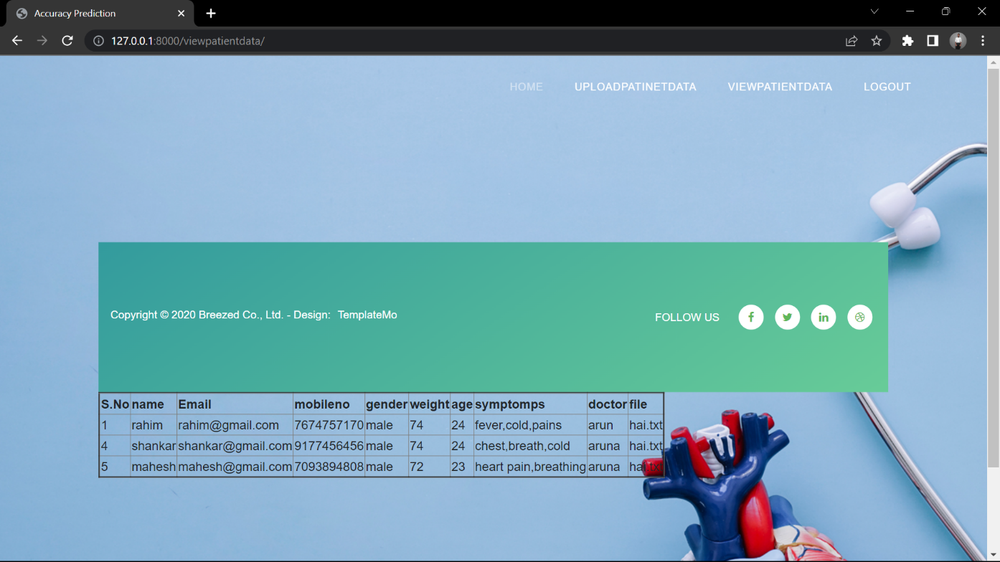 Accuracy Prediction
127.0.0.1:8000/viewpatientdata/
HOME UPLOADPATINETDATA VIEWPATIENTDATA LOGOUT
Copyright © 2020 Breezed Co., Ltd. - Design: TemplateMo
FOLLOW US
S.No name Email mobileno gender weight age symptomps doctor file
1 rahim rahim@gmail.com 7674757170 male 74 24 fever,cold,pains arun hai.txt
4 shankar shankar@gmail.com 9177456456 male 74 24 chest,breath,cold aruna hai.txt
5 mahesh mahesh@gmail.com 7093894808 male 72 23 heart pain,breathing aruna hai.txt